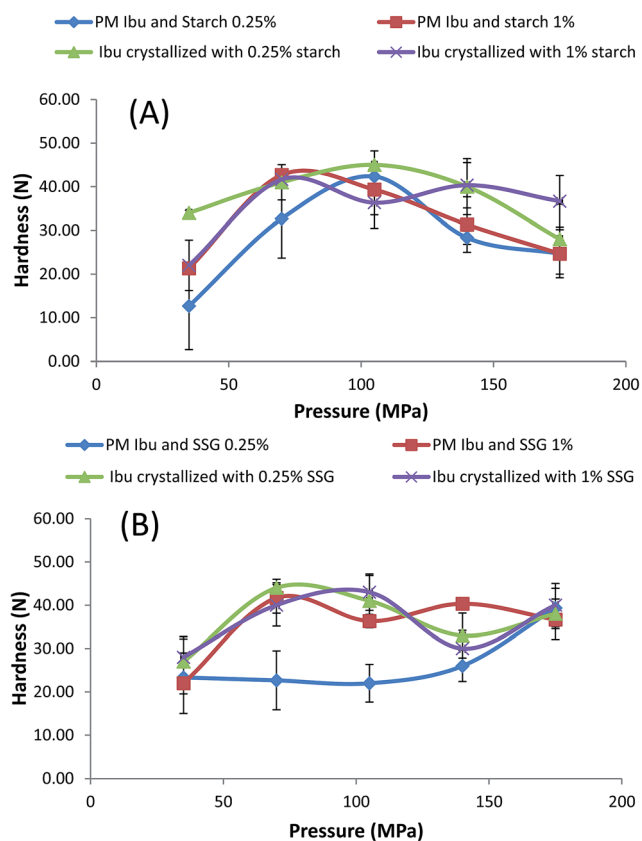 PM Ibu and Starch 0.25% PM Ibu and starch 1%
Ibu crystallized with 0.25% starch Ibu crystallized with 1% starch
(A)
Hardness (N)
60.00
50.00
40.00
30.00
20.00
10.00
0.00
0 50 100 150 200
Pressure (MPa)
PM Ibu and SSG 0.25% PM Ibu and SSG 1%
Ibu crystallized with 0.25% SSG Ibu crystallized with 1% SSG
(B)
Hardness (N)
60.00
50.00
40.00
30.00
20.00
10.00
0.00
0 50 100 150 200
Pressure (MPa)